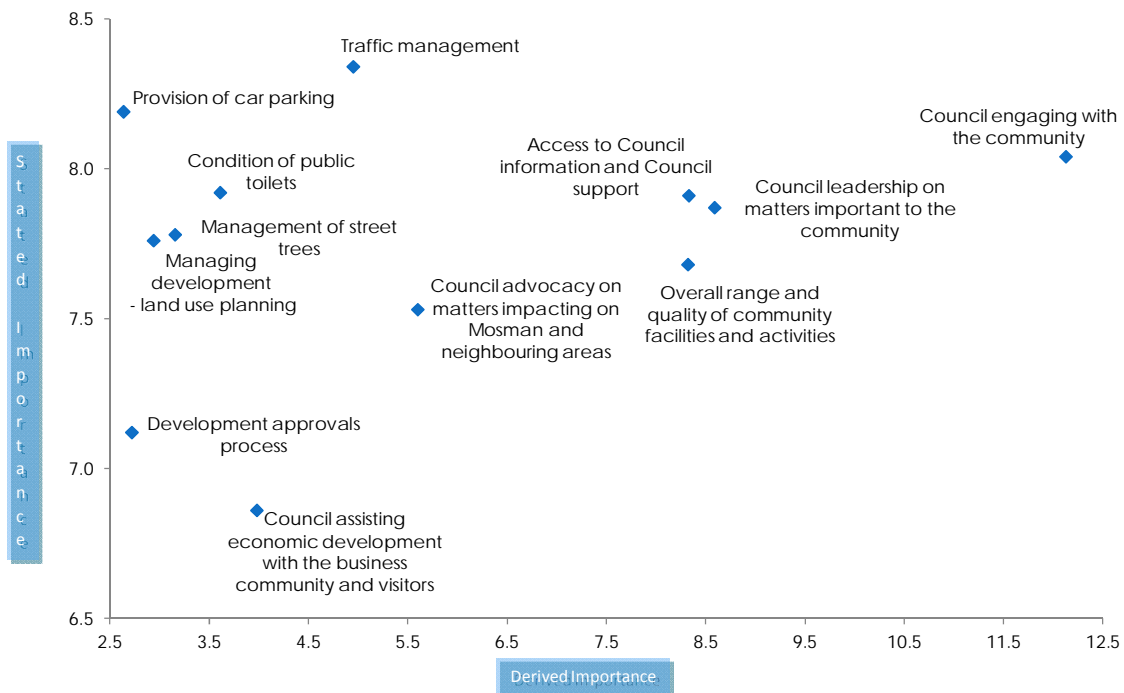 8.5
Traffic management
Provision of car parking
Council engaging with
the community
Stated Importance
8.0
Condition of public
toilets
Access to Council
information and Council
support
Council leadership on
matters important to the
community
Management of street
trees
Managing
development
- land use planning
Council advocacy on
matters impacting on
Mosman and
neighbouring areas
Overall range and
quality of community
facilities and activities
7.5
Development approvals
process
7.0
Council assisting
economic development
with the business
community and visitors
6.5
2.5 3.5 4.5 5.5 6.5 7.5 8.5 9.5 10.5 11.5 12.5
Derived Importance